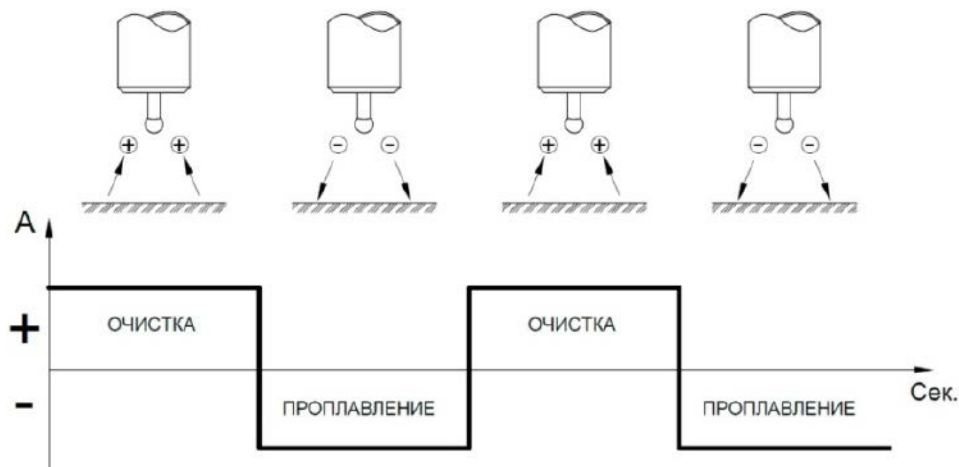 + + - - + + - -
А
+ ОЧИСТКА ОЧИСТКА
Сек.
- ПРОПЛАВЛЕНИЕ ПРОПЛАВЛЕНИЕ